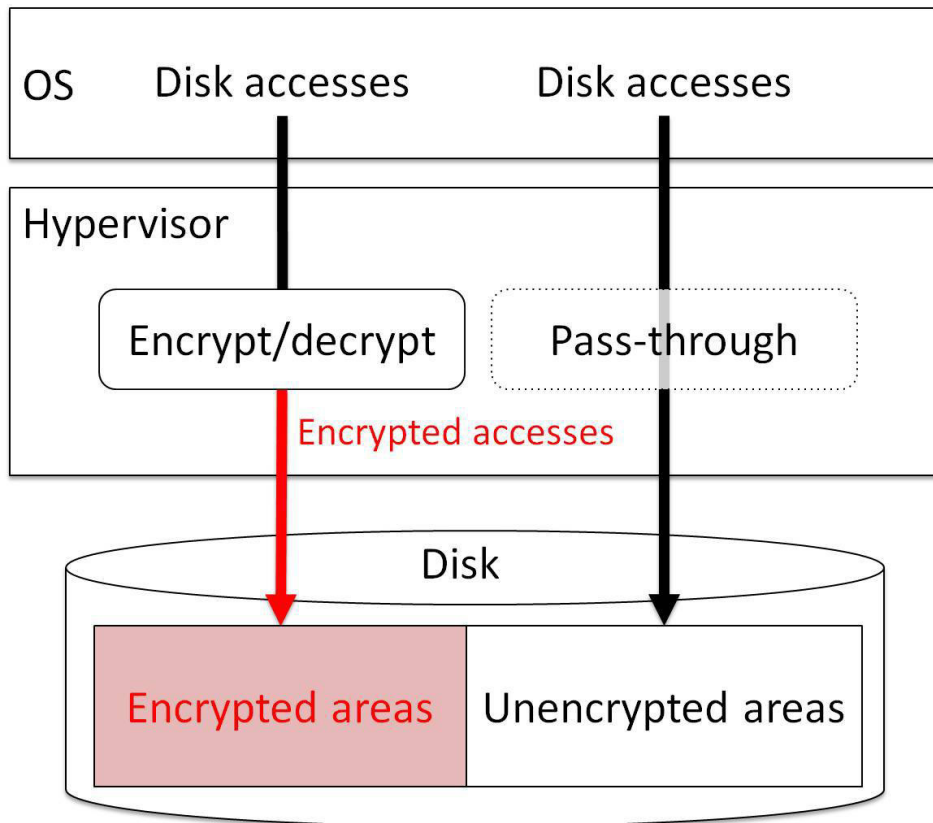 OS
Disk accesses
Disk accesses
Hypervisor
Encrypt/decrypt
Pass-through
Encrypted accesses
Disk
Encrypted areas
Unencrypted areas